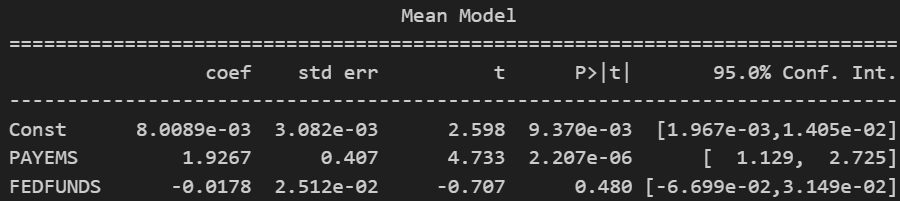 Mean Model
==============================================================================
coef std err t P>|t| 95.0% Conf. Int.
------------------------------------------------------------------------------
Const 8.0089e-03 3.082e-03 2.598 9.370e-03 [1.967e-03,1.405e-02]
PAYEMS 1.9267 0.407 4.733 2.207e-06 [ 1.129, 2.725]
FEDFUNDS -0.0178 2.512e-02 -0.707 0.480 [-6.699e-02,3.149e-02]